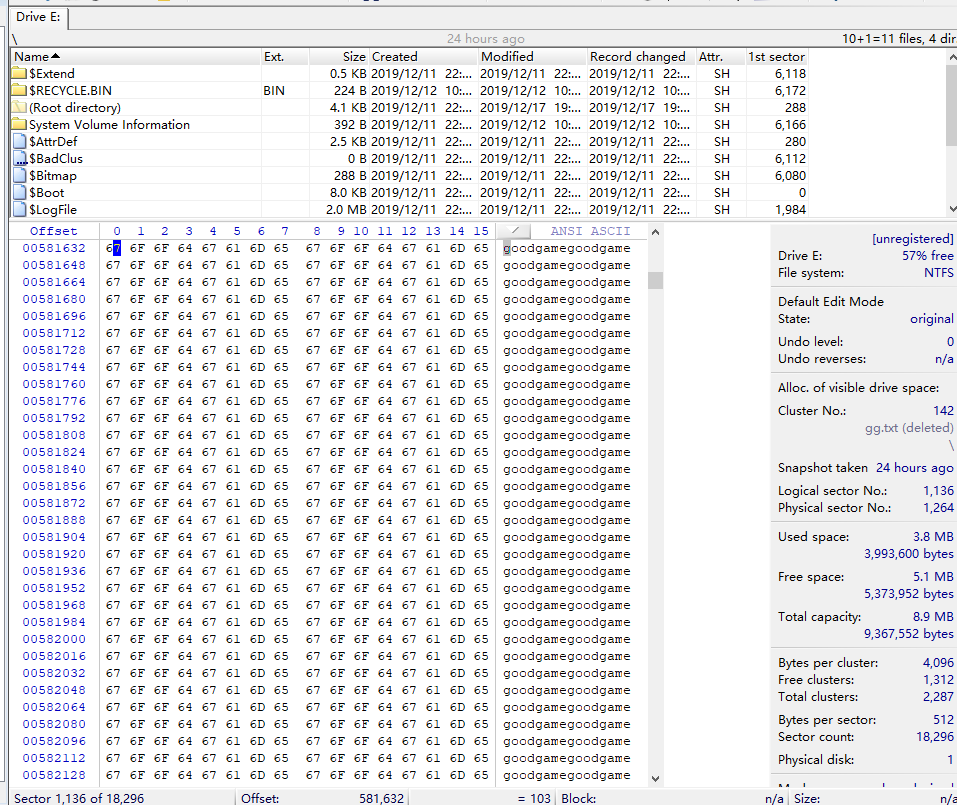 Drive E:
\ 24 hours ago 10+1=11 files, 4 dir
Name Ext. Size Created Modified Record changed Attr. 1st sector
$Extend 0.5 KB 2019/12/11 22:... 2019/12/11 22:... 2019/12/11 22:... SH 6,118
$RECYCLE.BIN BIN 224 B 2019/12/12 10:... 2019/12/12 10:... 2019/12/12 10:... SH 6,172
(Root directory) 4.1 KB 2019/12/11 22:... 2019/12/17 19:... 2019/12/17 19:... SH 288
System Volume Information 392 B 2019/12/11 22:... 2019/12/12 10:... 2019/12/12 10:... SH 6,166
$AttrDef 2.5 KB 2019/12/11 22:... 2019/12/11 22:... 2019/12/11 22:... SH 280
$BadClus 0 B 2019/12/11 22:... 2019/12/11 22:... 2019/12/11 22:... SH 6,112
$Bitmap 288 B 2019/12/11 22:... 2019/12/11 22:... 2019/12/11 22:... SH 6,080
$Boot 8.0 KB 2019/12/11 22:... 2019/12/11 22:... 2019/12/11 22:... SH 0
$LogFile 2.0 MB 2019/12/11 22:... 2019/12/11 22:... 2019/12/11 22:... SH 1,984
Offset 0 1 2 3 4 5 6 7 8 9 10 11 12 13 14 15 ANSI ASCII
00581632 67 6F 6F 64 67 61 6D 65 67 6F 6F 64 67 61 6D 65 goodgamegoodgame
00581648 67 6F 6F 64 67 61 6D 65 67 6F 6F 64 67 61 6D 65 goodgamegoodgame
00581664 67 6F 6F 64 67 61 6D 65 67 6F 6F 64 67 61 6D 65 goodgamegoodgame
00581680 67 6F 6F 64 67 61 6D 65 67 6F 6F 64 67 61 6D 65 goodgamegoodgame
00581696 67 6F 6F 64 67 61 6D 65 67 6F 6F 64 67 61 6D 65 goodgamegoodgame
00581712 67 6F 6F 64 67 61 6D 65 67 6F 6F 64 67 61 6D 65 goodgamegoodgame
00581728 67 6F 6F 64 67 61 6D 65 67 6F 6F 64 67 61 6D 65 goodgamegoodgame
00581744 67 6F 6F 64 67 61 6D 65 67 6F 6F 64 67 61 6D 65 goodgamegoodgame
00581760 67 6F 6F 64 67 61 6D 65 67 6F 6F 64 67 61 6D 65 goodgamegoodgame
00581776 67 6F 6F 64 67 61 6D 65 67 6F 6F 64 67 61 6D 65 goodgamegoodgame
00581792 67 6F 6F 64 67 61 6D 65 67 6F 6F 64 67 61 6D 65 goodgamegoodgame
00581808 67 6F 6F 64 67 61 6D 65 67 6F 6F 64 67 61 6D 65 goodgamegoodgame
00581824 67 6F 6F 64 67 61 6D 65 67 6F 6F 64 67 61 6D 65 goodgamegoodgame
00581840 67 6F 6F 64 67 61 6D 65 67 6F 6F 64 67 61 6D 65 goodgamegoodgame
00581856 67 6F 6F 64 67 61 6D 65 67 6F 6F 64 67 61 6D 65 goodgamegoodgame
00581872 67 6F 6F 64 67 61 6D 65 67 6F 6F 64 67 61 6D 65 goodgamegoodgame
00581888 67 6F 6F 64 67 61 6D 65 67 6F 6F 64 67 61 6D 65 goodgamegoodgame
00581904 67 6F 6F 64 67 61 6D 65 67 6F 6F 64 67 61 6D 65 goodgamegoodgame
00581920 67 6F 6F 64 67 61 6D 65 67 6F 6F 64 67 61 6D 65 goodgamegoodgame
00581936 67 6F 6F 64 67 61 6D 65 67 6F 6F 64 67 61 6D 65 goodgamegoodgame
00581952 67 6F 6F 64 67 61 6D 65 67 6F 6F 64 67 61 6D 65 goodgamegoodgame
00581968 67 6F 6F 64 67 61 6D 65 67 6F 6F 64 67 61 6D 65 goodgamegoodgame
00581984 67 6F 6F 64 67 61 6D 65 67 6F 6F 64 67 61 6D 65 goodgamegoodgame
00582000 67 6F 6F 64 67 61 6D 65 67 6F 6F 64 67 61 6D 65 goodgamegoodgame
00582016 67 6F 6F 64 67 61 6D 65 67 6F 6F 64 67 61 6D 65 goodgamegoodgame
00582032 67 6F 6F 64 67 61 6D 65 67 6F 6F 64 67 61 6D 65 goodgamegoodgame
00582048 67 6F 6F 64 67 61 6D 65 67 6F 6F 64 67 61 6D 65 goodgamegoodgame
00582064 67 6F 6F 64 67 61 6D 65 67 6F 6F 64 67 61 6D 65 goodgamegoodgame
00582080 67 6F 6F 64 67 61 6D 65 67 6F 6F 64 67 61 6D 65 goodgamegoodgame
00582096 67 6F 6F 64 67 61 6D 65 67 6F 6F 64 67 61 6D 65 goodgamegoodgame
00582112 67 6F 6F 64 67 61 6D 65 67 6F 6F 64 67 61 6D 65 goodgamegoodgame
00582128 67 6F 6F 64 67 61 6D 65 67 6F 6F 64 67 61 6D 65 goodgamegoodgame
[unregistered]
Drive E: 57% free
File system: NTFS
Default Edit Mode
State: original
Undo level: 0
Undo reverses: n/a
Alloc. of visible drive space:
Cluster No.: 142
gg.txt (deleted)
\
Snapshot taken 24 hours ago
Logical sector No.: 1,136
Physical sector No.: 1,264
Used space: 3.8 MB
3,993,600 bytes
Free space: 5.1 MB
5,373,952 bytes
Total capacity: 8.9 MB
9,367,552 bytes
Bytes per cluster: 4,096
Free clusters: 1,312
Total clusters: 2,287
Bytes per sector: 512
Sector count: 18,296
Physical disk: 1
Sector 1,136 of 18,296 Offset: 581,632 = 103 Block: n/a Size: n/a